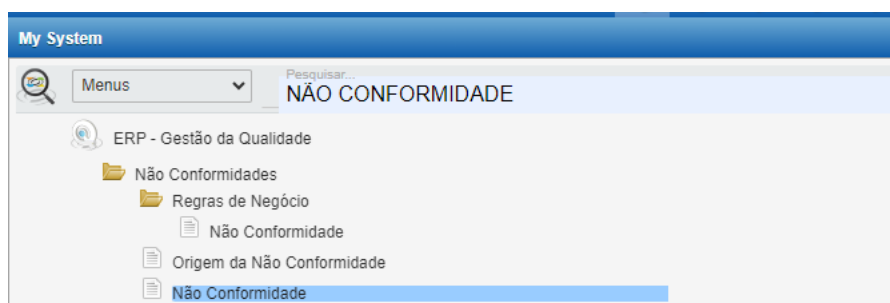 My System
Menus
Pesquisar...
NÃO CONFORMIDADE
ERP - Gestão da Qualidade
Não Conformidades
Regras de Negócio
Não Conformidade
Origem da Não Conformidade
Não Conformidade